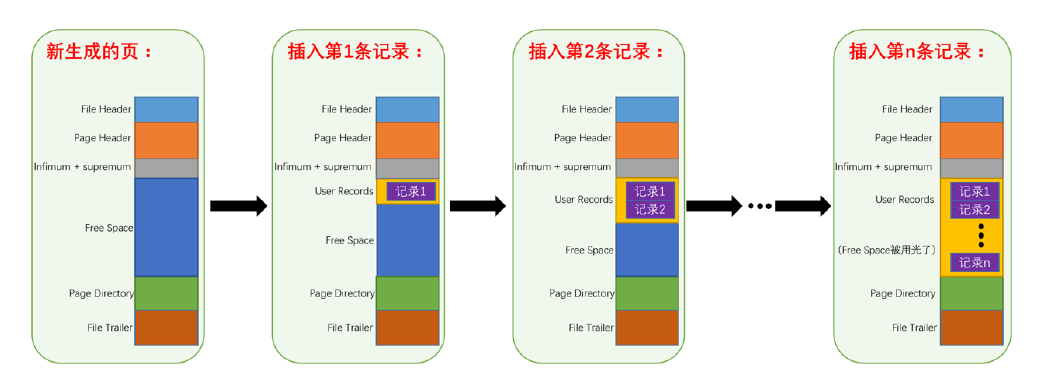 新生成的页：
File Header
Page Header
Infimum + supremum
Free Space
Page Directory
File Trailer
插入第1条记录：
File Header
Page Header
Infimum + supremum
User Records
记录1
Free Space
Page Directory
File Trailer
插入第2条记录：
File Header
Page Header
Infimum + supremum
User Records
记录1
记录2
Free Space
Page Directory
File Trailer
插入第n条记录：
File Header
Page Header
Infimum + supremum
User Records
记录1
记录2
（Free Space被用光了）
记录n
Page Directory
File Trailer